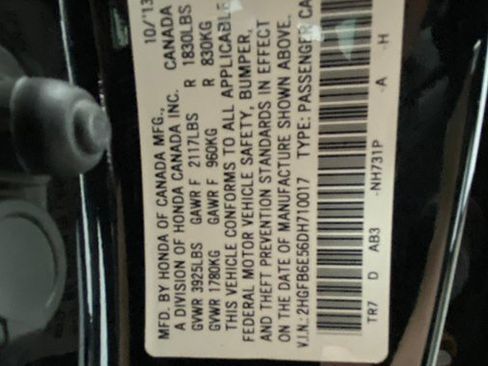 MFD. BY HONDA OF CANADA MFG., 10/'13
A DIVISION OF HONDA CANADA INC. CANADA
GVWR 3925LBS GAWR F 2117LBS R 1830LBS
GVWR 1780KG GAWR F 960KG R 830KG
THIS VEHICLE CONFORMS TO ALL APPLICABLE
FEDERAL MOTOR VEHICLE SAFETY, BUMPER,
AND THEFT PREVENTION STANDARDS IN EFFECT
ON THE DATE OF MANUFACTURE SHOWN ABOVE.
V.I.N.: 2HGFB6E56DH710017 TYPE: PASSENGER CA
TR7 D AB3 -NH731P -A -H